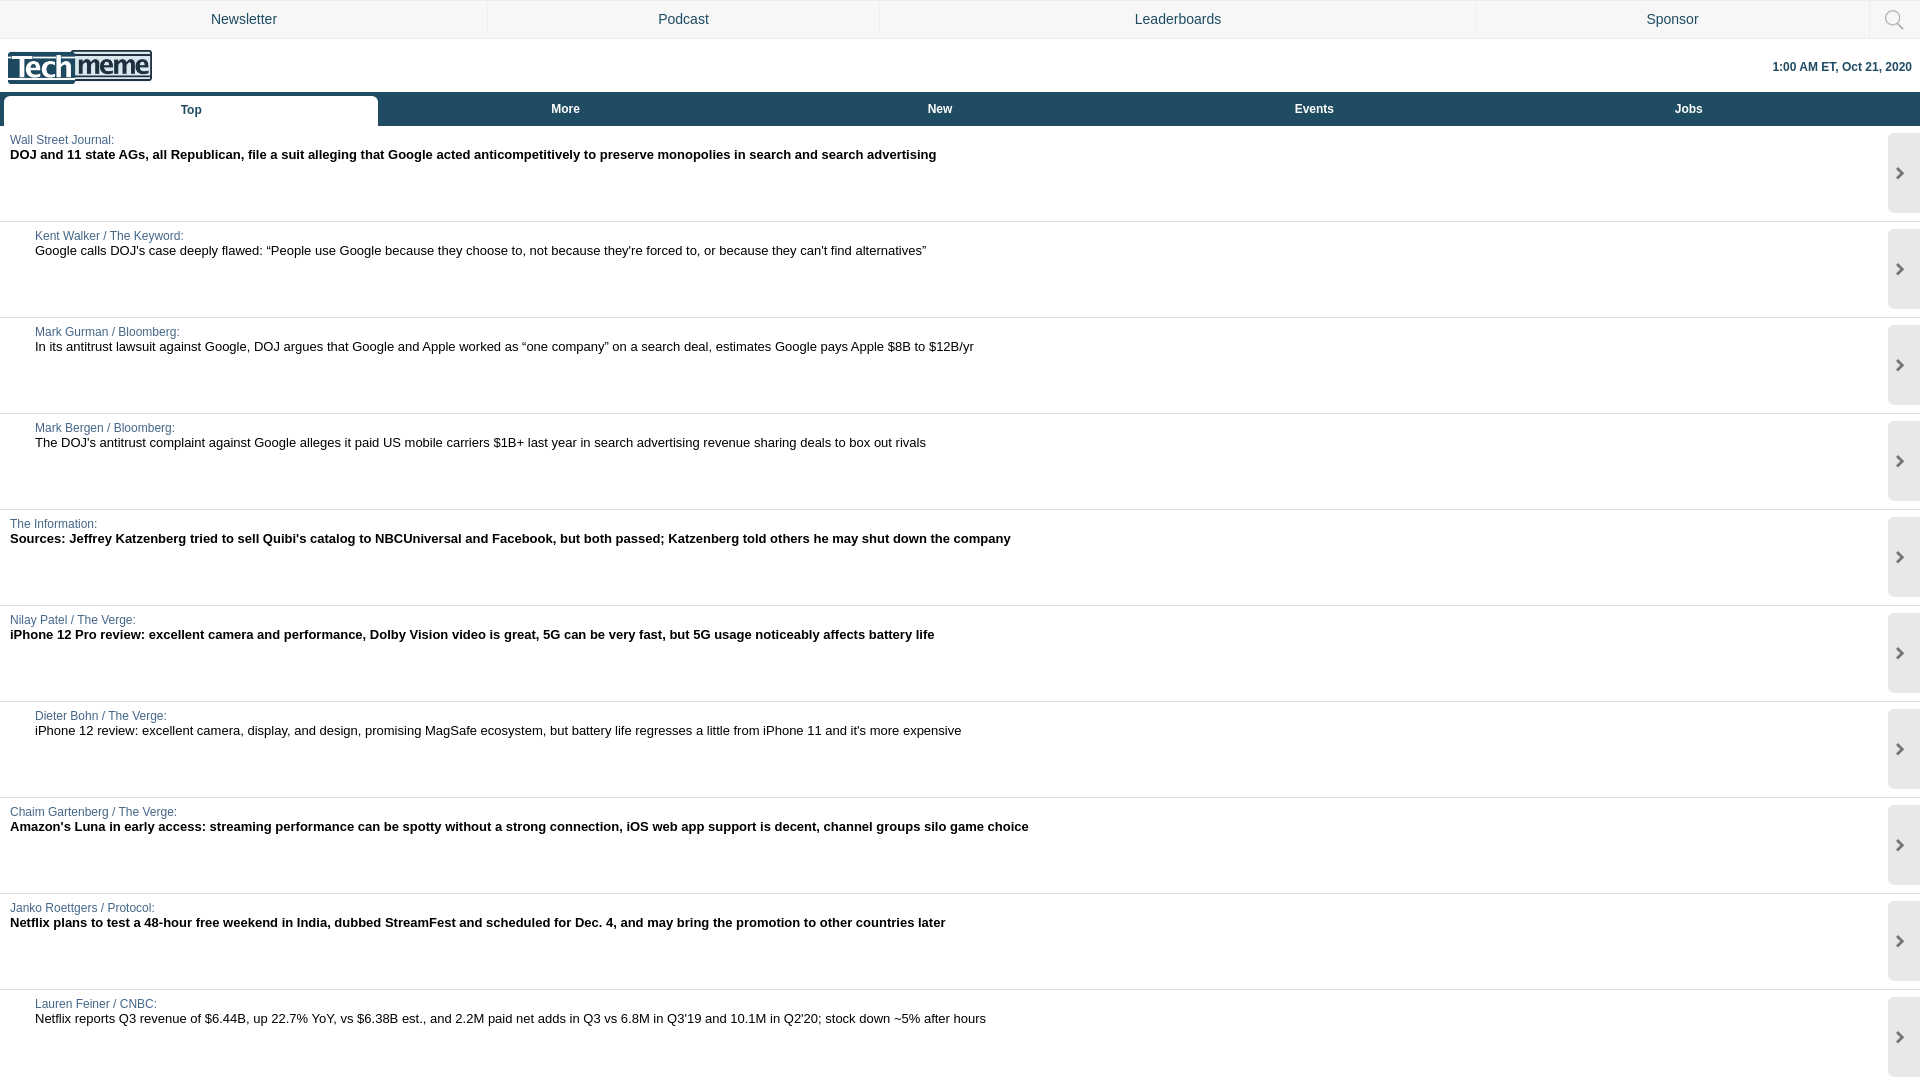 Newsletter
Podcast
Leaderboards
Sponsor
Techmeme
1:00 AM ET, Oct 21, 2020
Top
More
New
Events
Jobs
Wall Street Journal:
DOJ and 11 state AGs, all Republican, file a suit alleging that Google acted anticompetitively to preserve monopolies in search and search advertising
Kent Walker / The Keyword:
Google calls DOJ's case deeply flawed: “People use Google because they choose to, not because they're forced to, or because they can't find alternatives”
Mark Gurman / Bloomberg:
In its antitrust lawsuit against Google, DOJ argues that Google and Apple worked as “one company” on a search deal, estimates Google pays Apple $8B to $12B/yr
Mark Bergen / Bloomberg:
The DOJ's antitrust complaint against Google alleges it paid US mobile carriers $1B+ last year in search advertising revenue sharing deals to box out rivals
The Information:
Sources: Jeffrey Katzenberg tried to sell Quibi's catalog to NBCUniversal and Facebook, but both passed; Katzenberg told others he may shut down the company
Nilay Patel / The Verge:
iPhone 12 Pro review: excellent camera and performance, Dolby Vision video is great, 5G can be very fast, but 5G usage noticeably affects battery life
Dieter Bohn / The Verge:
iPhone 12 review: excellent camera, display, and design, promising MagSafe ecosystem, but battery life regresses a little from iPhone 11 and it's more expensive
Chaim Gartenberg / The Verge:
Amazon's Luna in early access: streaming performance can be spotty without a strong connection, iOS web app support is decent, channel groups silo game choice
Janko Roettgers / Protocol:
Netflix plans to test a 48-hour free weekend in India, dubbed StreamFest and scheduled for Dec. 4, and may bring the promotion to other countries later
Lauren Feiner / CNBC:
Netflix reports Q3 revenue of $6.44B, up 22.7% YoY, vs $6.38B est., and 2.2M paid net adds in Q3 vs 6.8M in Q3'19 and 10.1M in Q2'20; stock down ~5% after hours